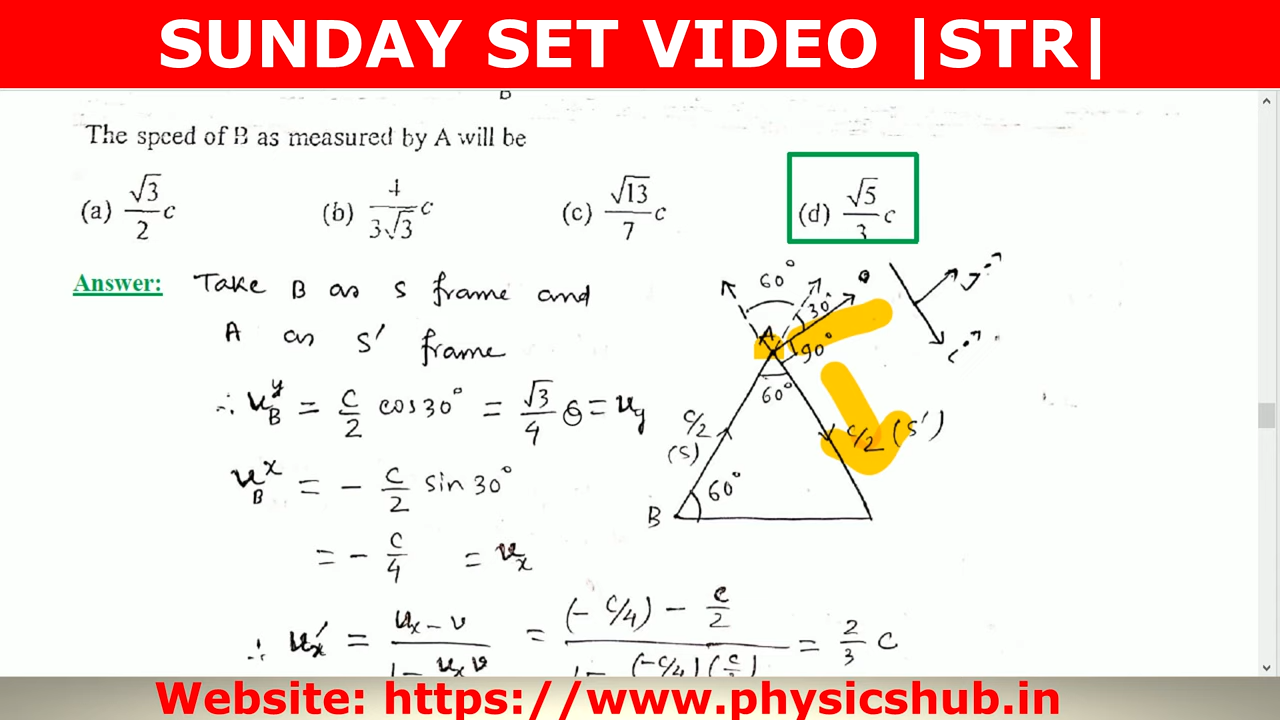 SUNDAY SET VIDEO |STR|
B
The speed of B as measured by A will be
(a) √3/2 c (b) 4/3√3 c (c) √13/7 c (d) √5/3 c
Answer: Take B as S frame and
A as S' frame
∴ u_B^y = c/2 cos30° = √3/4 c = u_y
u_B^x = - c/2 sin 30°
= - c/4 = u_x
∴ u_x' = (u_x - v)/(1 - u_x v = ((-c/4) - c/2)/(1 - (-c/4)(c/2) = 2/3 c
60°
30°
A
90°
60°
c/2
(S)
c/2 (S')
60°
B
Website: https://www.physicshub.in